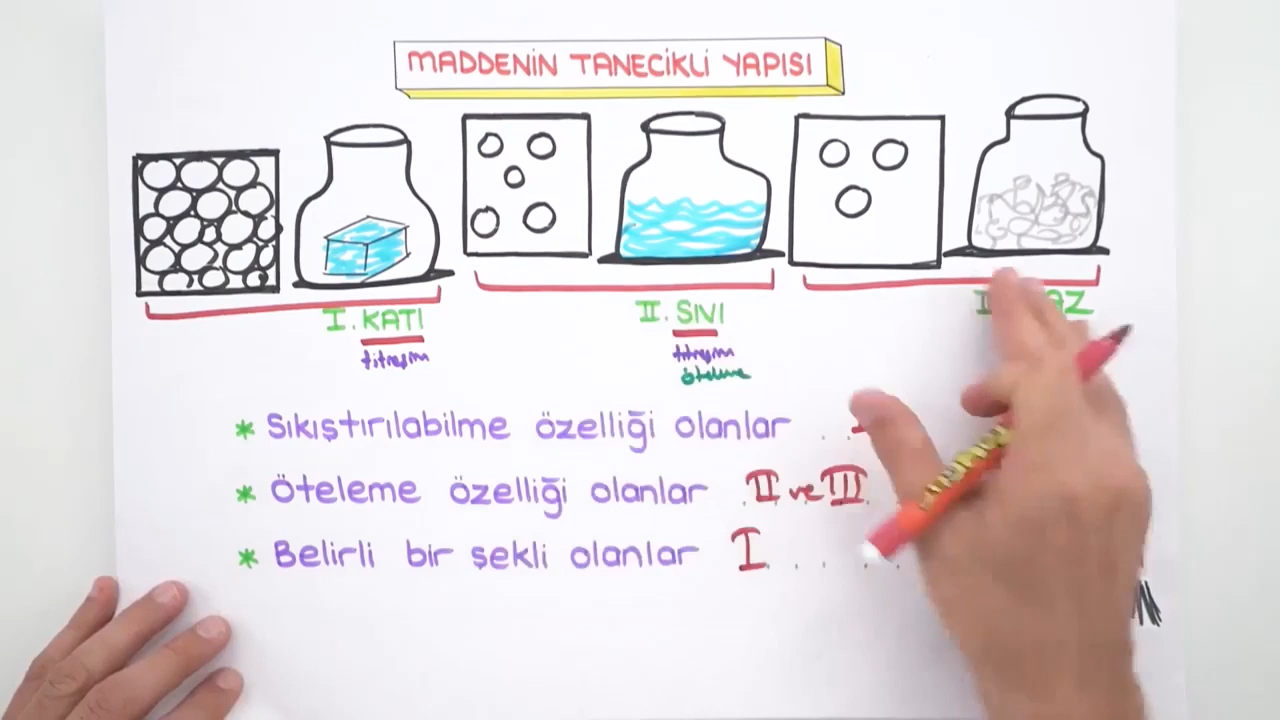 MADDENİN TANECİKLİ YAPISI
I. KATI
II. SIVI
titreşim
titreşim
öteleme
* Sıkıştırılabilme özelliği olanlar
* Öteleme özelliği olanlar II ve III
* Belirli bir şekli olanlar I